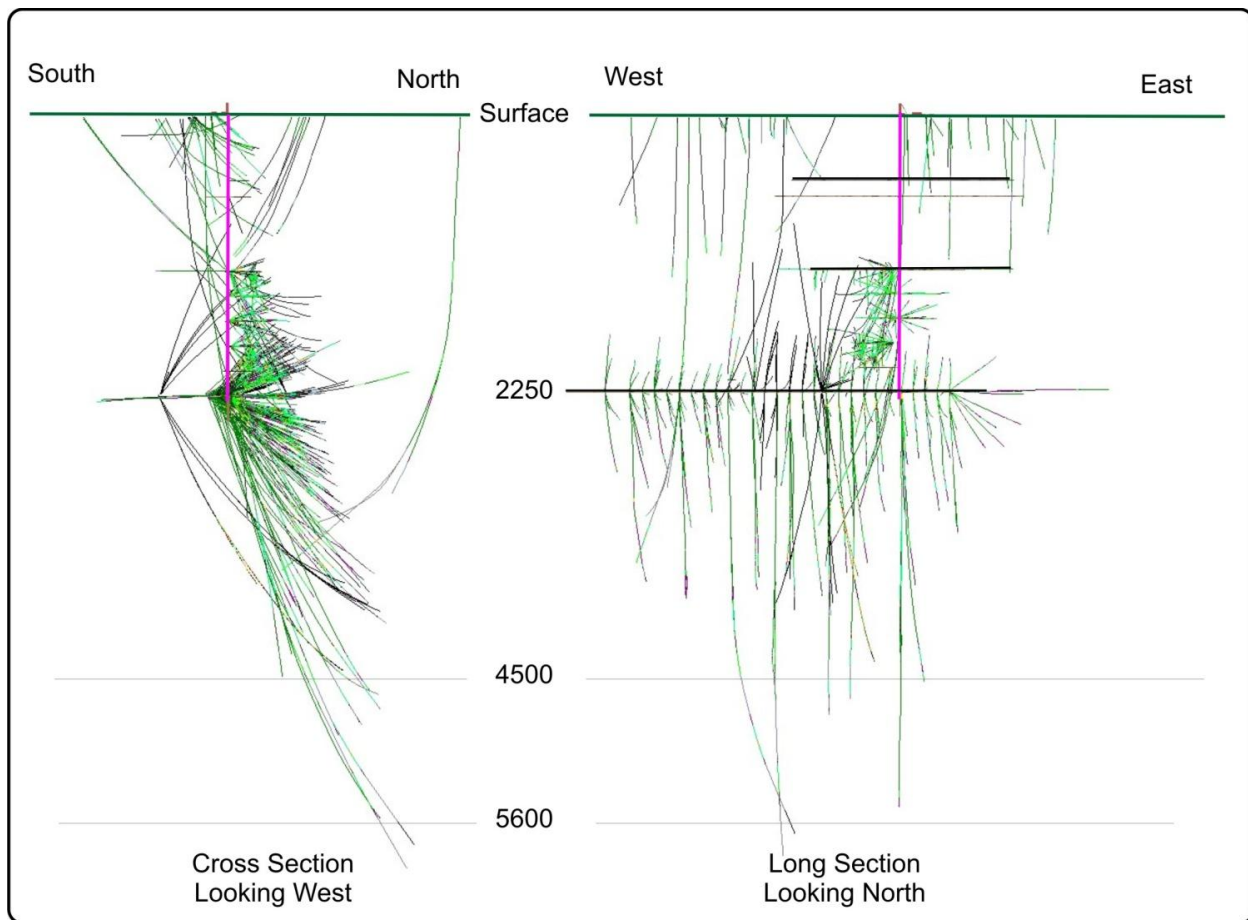 South
North
Surface
West
East
2250
4500
5600
Cross Section
Looking West
Long Section
Looking North